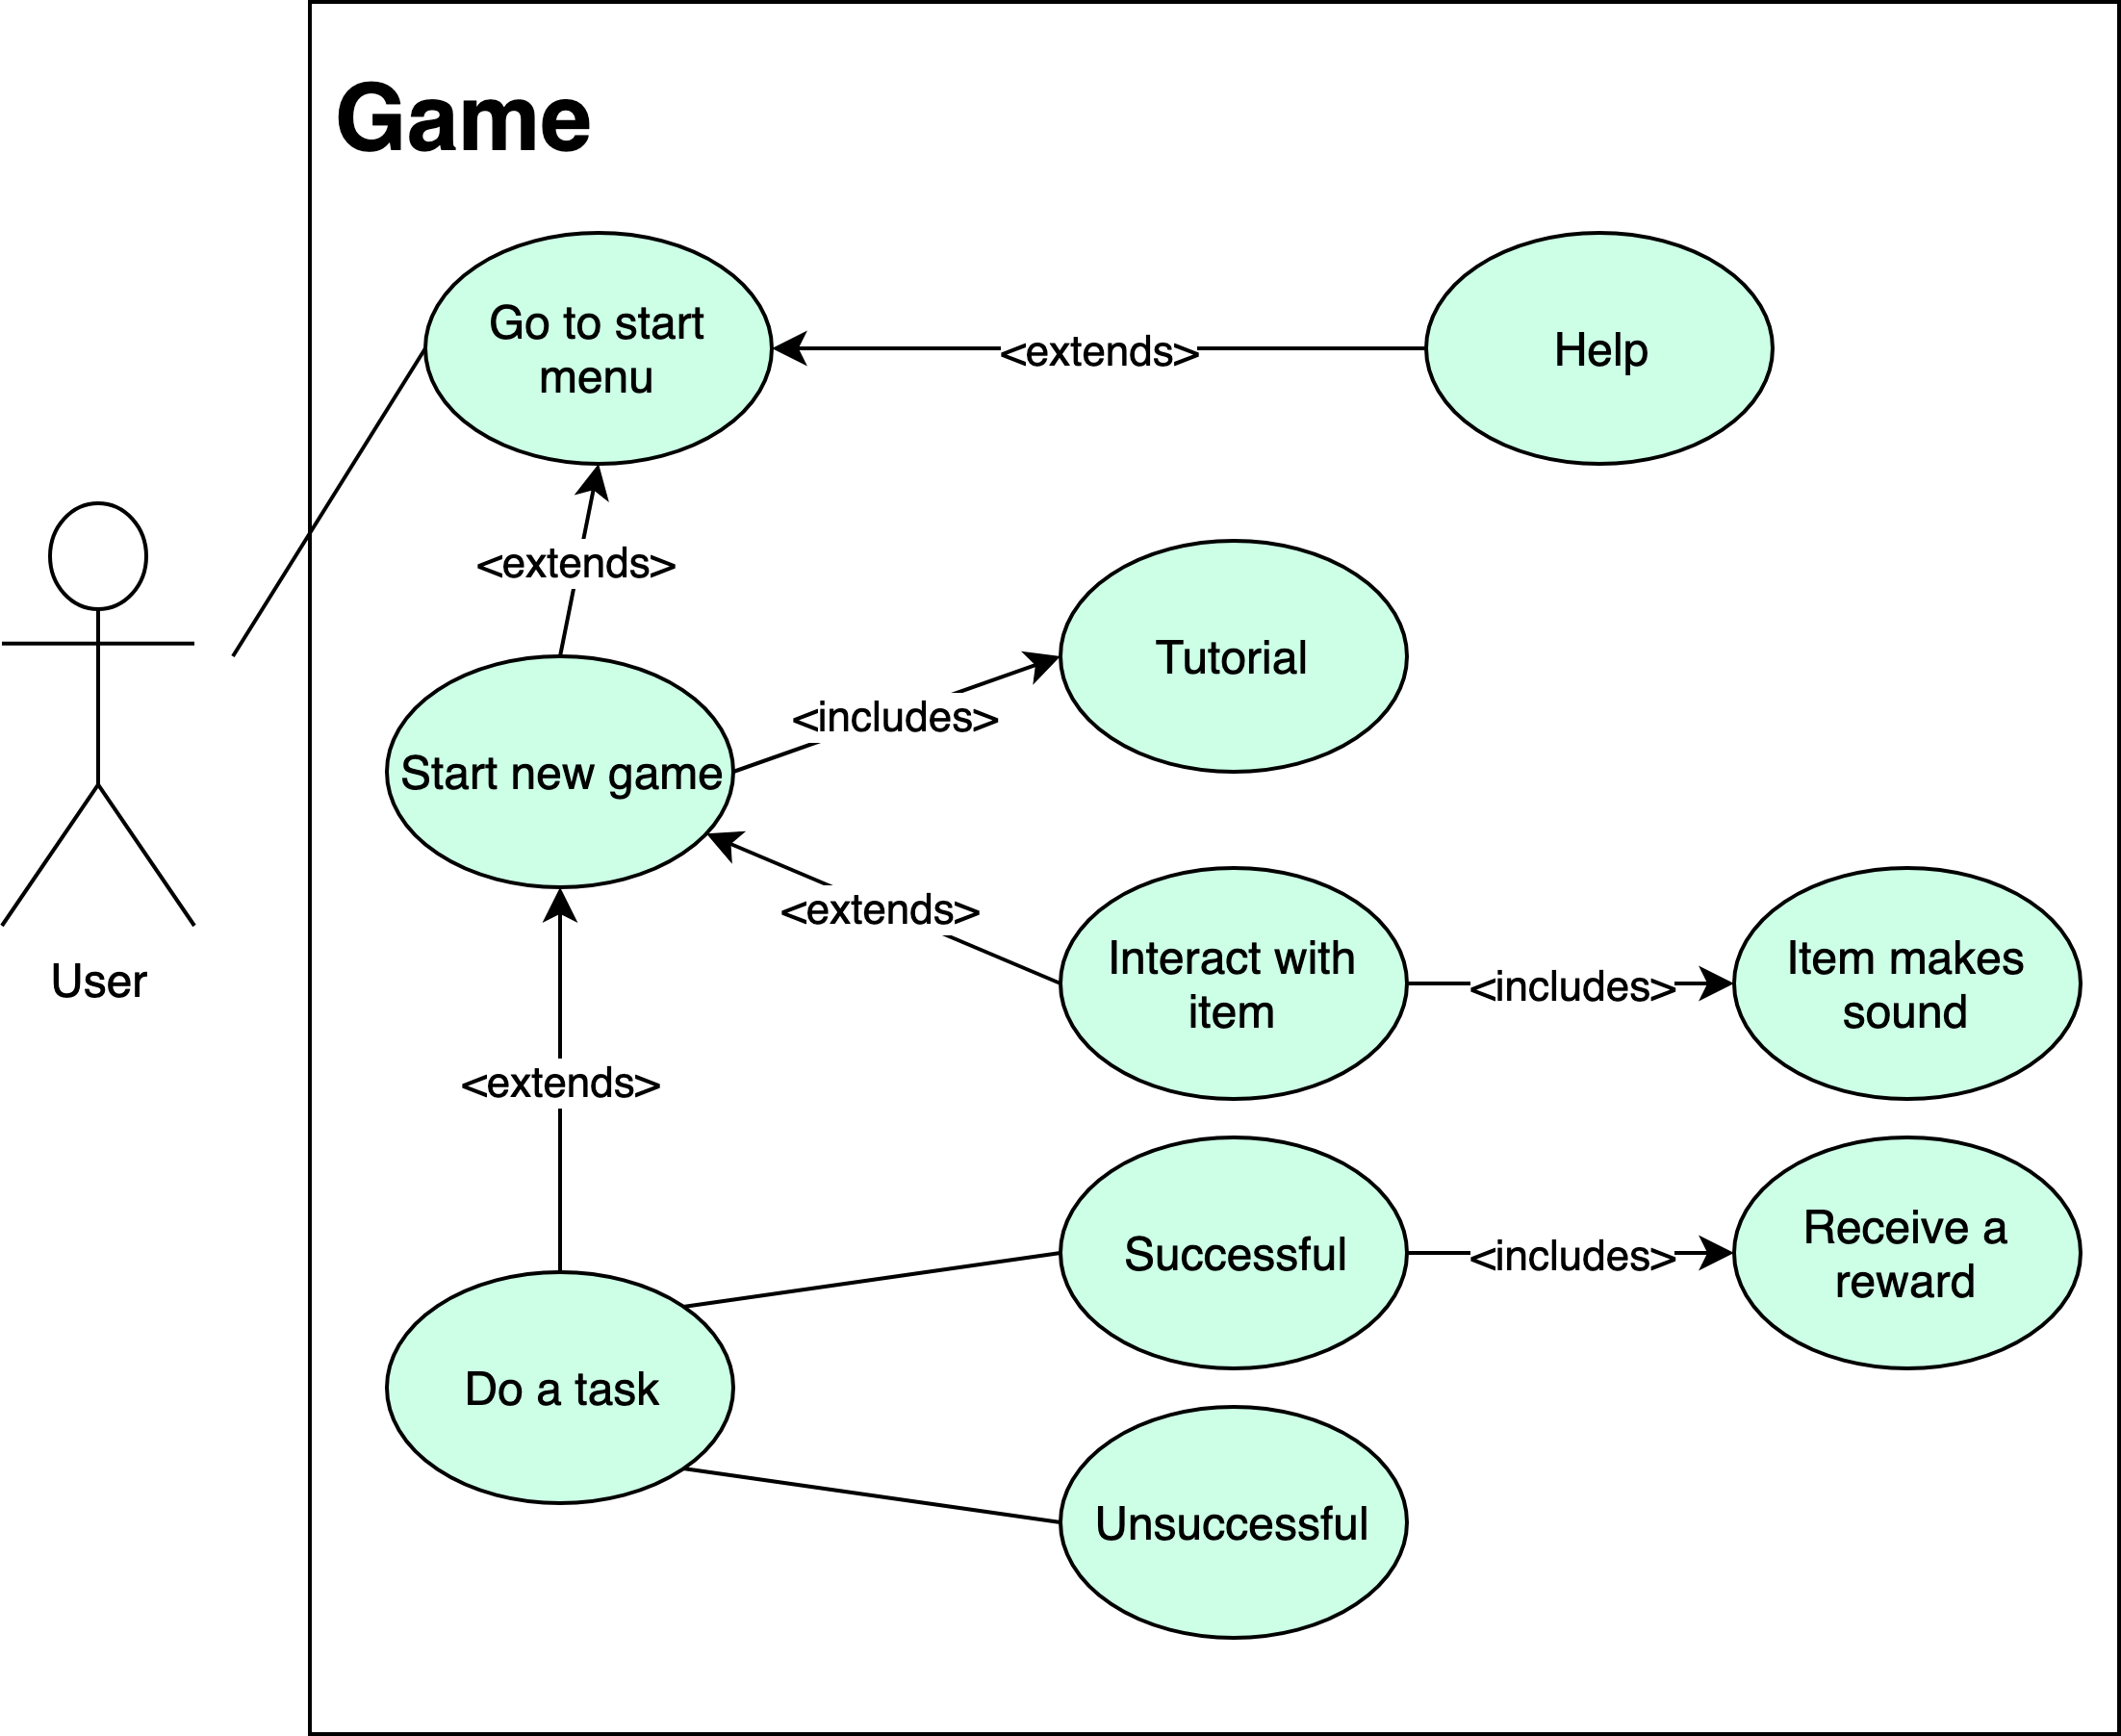 Game
Go to start
menu
<extends>
Help
<extends>
Tutorial
<includes>
Start new game
<extends>
Interact with
item
<includes>
Item makes
sound
User
<extends>
Successful
<includes>
Receive a
reward
Do a task
Unsuccessful